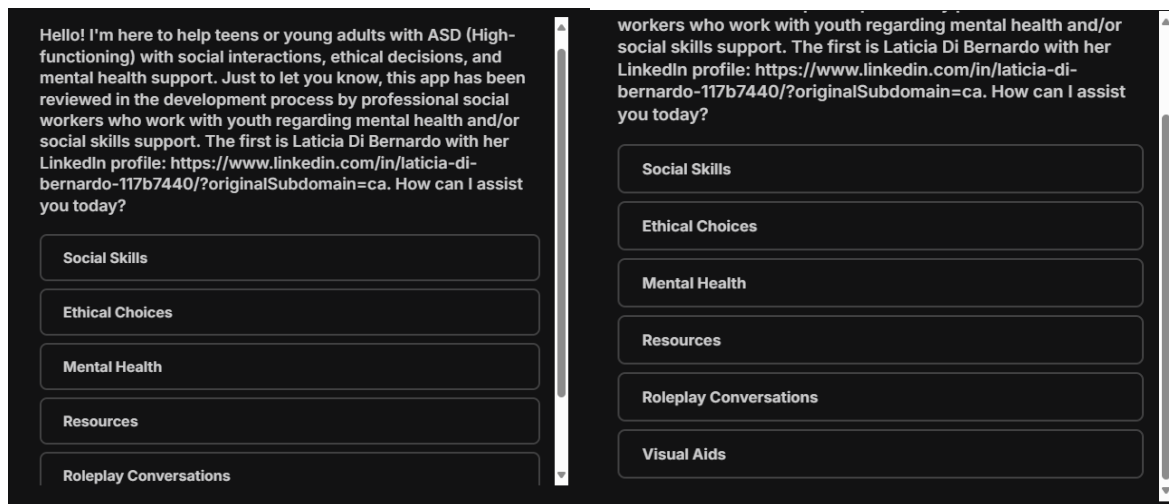 Hello! I'm here to help teens or young adults with ASD (High-
functioning) with social interactions, ethical decisions, and
mental health support. Just to let you know, this app has been
reviewed in the development process by professional social
workers who work with youth regarding mental health and/or
social skills support. The first is Laticia Di Bernardo with her
LinkedIn profile: https://www.linkedin.com/in/laticia-di-
bernardo-117b7440/?originalSubdomain=ca. How can I assist
you today?
Social Skills
Ethical Choices
Mental Health
Resources
Roleplay Conversations
workers who work with youth regarding mental health and/or
social skills support. The first is Laticia Di Bernardo with her
LinkedIn profile: https://www.linkedin.com/in/laticia-di-
bernardo-117b7440/?originalSubdomain=ca. How can I assist
you today?
Social Skills
Ethical Choices
Mental Health
Resources
Roleplay Conversations
Visual Aids